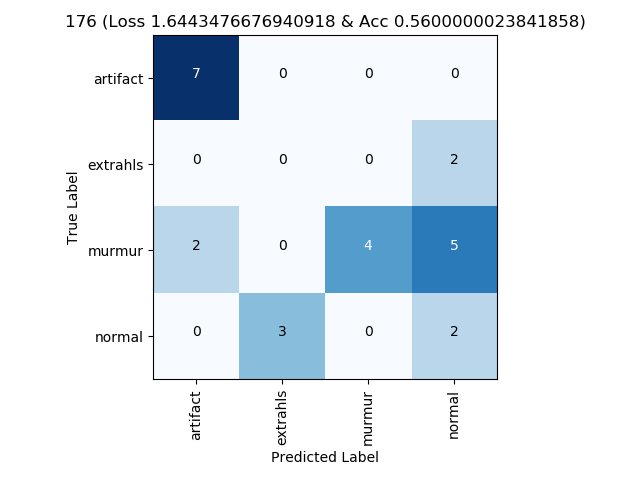 176 (Loss 1.6443476676940918 & Acc 0.5600000023841858)
artifact 7 0 0 0
extrahls 0 0 0 2
murmur 2 0 4 5
normal 0 3 0 2
True Label
artifact extrahls murmur normal
Predicted Label